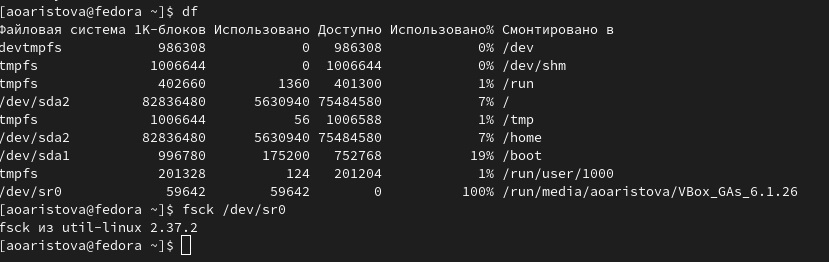 [aoaristova@fedora ~]$ df
Файловая система 1K-блоков Использовано Доступно Использовано% Смонтировано в
devtmpfs 986308 0 986308 0% /dev
tmpfs 1006644 0 1006644 0% /dev/shm
tmpfs 402660 1360 401300 1% /run
/dev/sda2 82836480 5630940 75484580 7% /
tmpfs 1006644 56 1006588 1% /tmp
/dev/sda2 82836480 5630940 75484580 7% /home
/dev/sda1 996780 175200 752768 19% /boot
tmpfs 201328 124 201204 1% /run/user/1000
/dev/sr0 59642 59642 0 100% /run/media/aoaristova/VBox_GAs_6.1.26
[aoaristova@fedora ~]$ fsck /dev/sr0
fsck из util-linux 2.37.2
[aoaristova@fedora ~]$